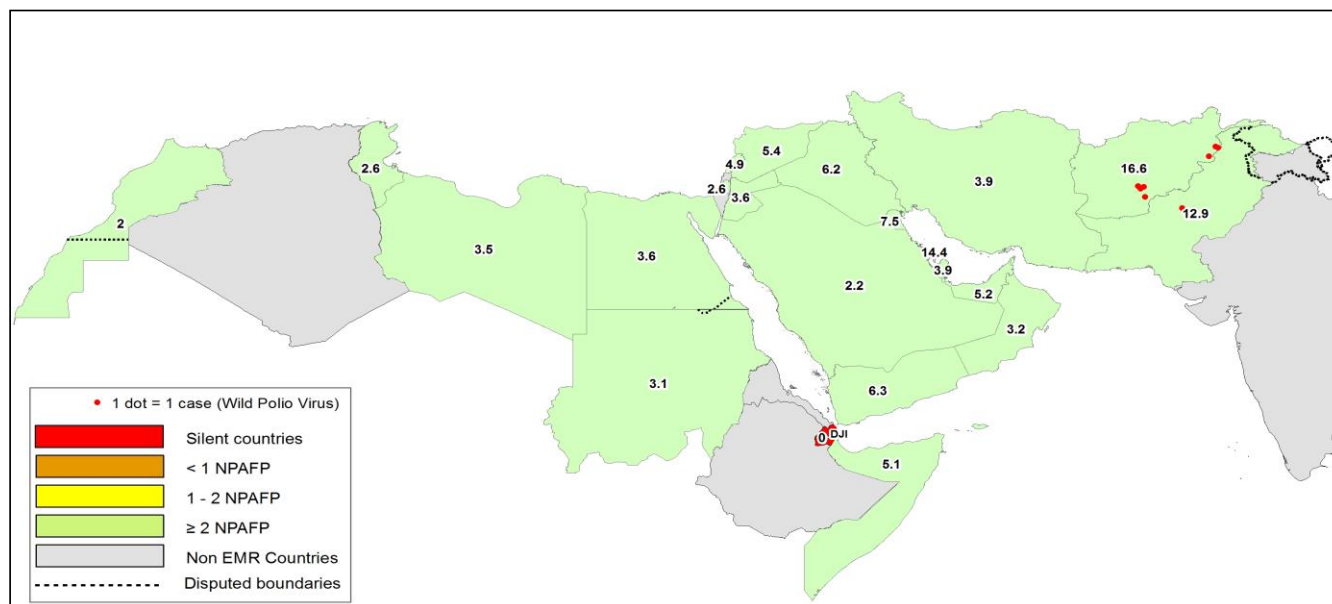 5.4
4.9
6.2
16.6
2.6
2.6
3.6
3.9
12.9
2
7.5
3.5
3.6
14.4
3.9
2.2
5.2
3.2
3.1
6.3
0
DJI
5.1
1 dot = 1 case (Wild Polio Virus)
Silent countries
< 1 NPAFP
1 - 2 NPAFP
≥ 2 NPAFP
Non EMR Countries
Disputed boundaries